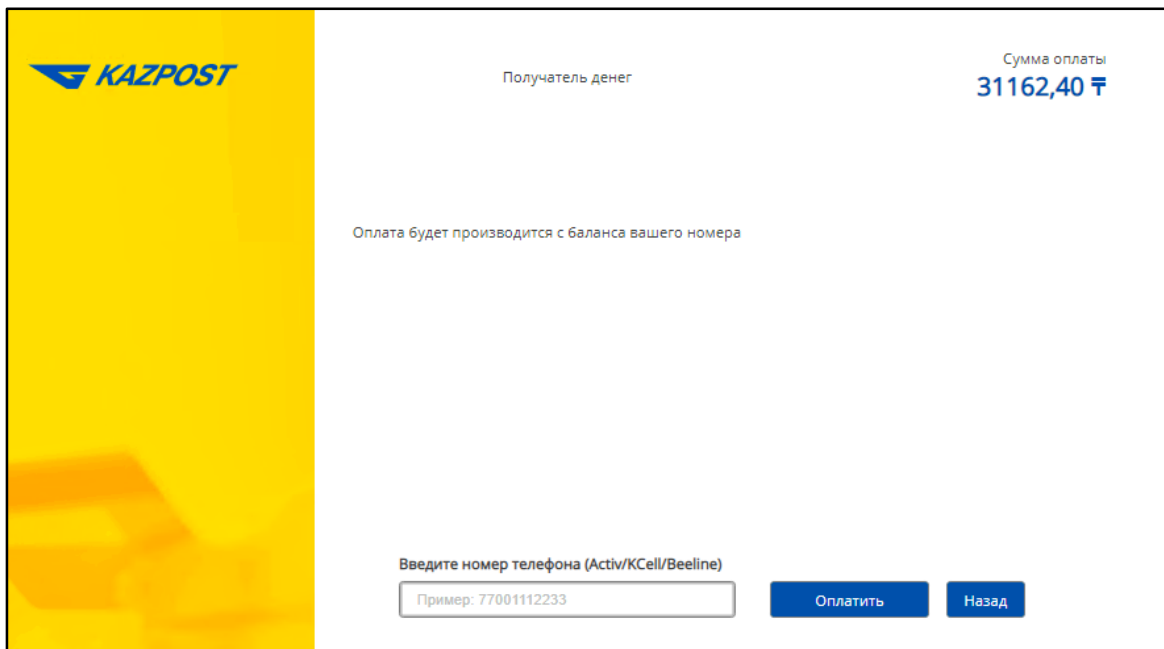 KAZPOST
Получатель денег
Сумма оплаты
31162,40 ₸
Оплата будет производится с баланса вашего номера
Введите номер телефона (Activ/KCell/Beeline)
Пример: 77001112233
Оплатить
Назад